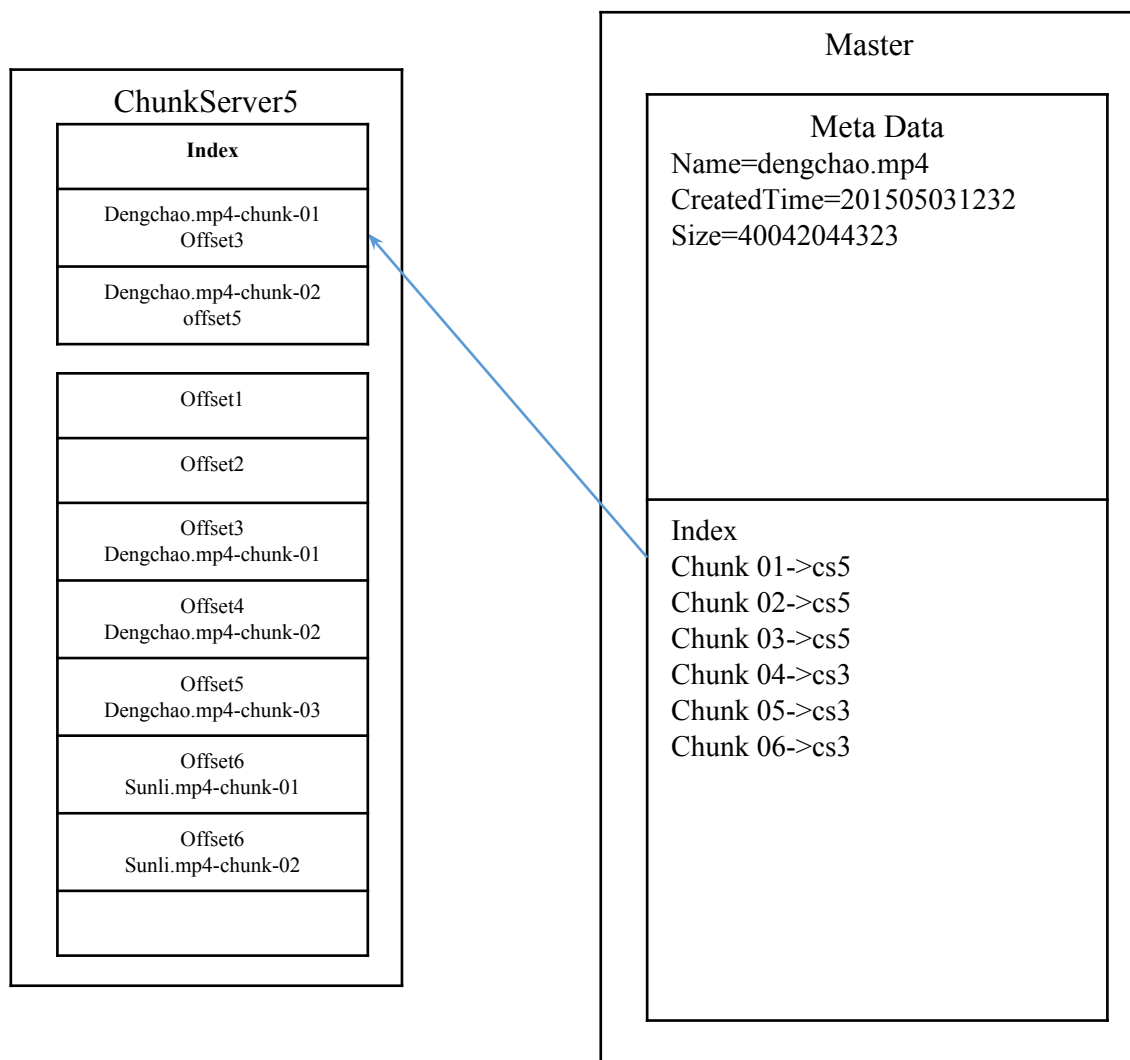 ChunkServer5
Index
Dengchao.mp4-chunk-01
Offset3
Dengchao.mp4-chunk-02
offset5
Offset1
Offset2
Offset3
Dengchao.mp4-chunk-01
Offset4
Dengchao.mp4-chunk-02
Offset5
Dengchao.mp4-chunk-03
Offset6
Sunli.mp4-chunk-01
Offset6
Sunli.mp4-chunk-02
Master
Meta Data
Name=dengchao.mp4
CreatedTime=201505031232
Size=40042044323
Index
Chunk 01->cs5
Chunk 02->cs5
Chunk 03->cs5
Chunk 04->cs3
Chunk 05->cs3
Chunk 06->cs3